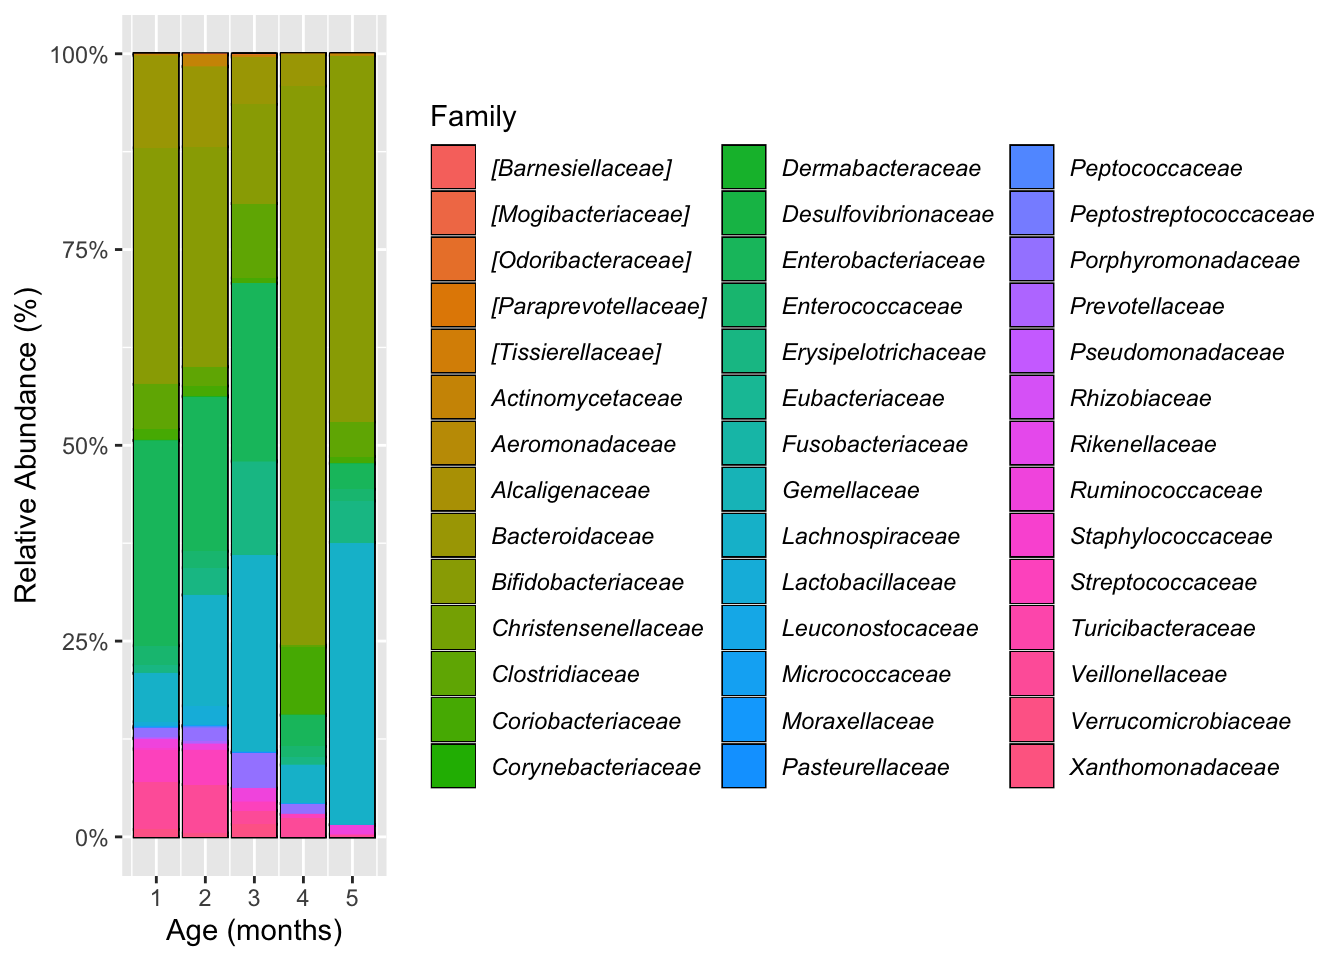 100%
75%
50%
25%
0%
Relative Abundance (%)
1 2 3 4 5
Age (months)
Family
[Barnesiellaceae]
[Mogibacteriaceae]
[Odoribacteraceae]
[Paraprevotellaceae]
[Tissierellaceae]
Actinomycetaceae
Aeromonadaceae
Alcaligenaceae
Bacteroidaceae
Bifidobacteriaceae
Christensenellaceae
Clostridiaceae
Coriobacteriaceae
Corynebacteriaceae
Dermabacteraceae
Desulfovibrionaceae
Enterobacteriaceae
Enterococcaceae
Erysipelotrichaceae
Eubacteriaceae
Fusobacteriaceae
Gemellaceae
Lachnospiraceae
Lactobacillaceae
Leuconostocaceae
Micrococcaceae
Moraxellaceae
Pasteurellaceae
Peptococcaceae
Peptostreptococcaceae
Porphyromonadaceae
Prevotellaceae
Pseudomonadaceae
Rhizobiaceae
Rikenellaceae
Ruminococcaceae
Staphylococcaceae
Streptococcaceae
Turicibacteraceae
Veillonellaceae
Verrucomicrobiaceae
Xanthomonadaceae